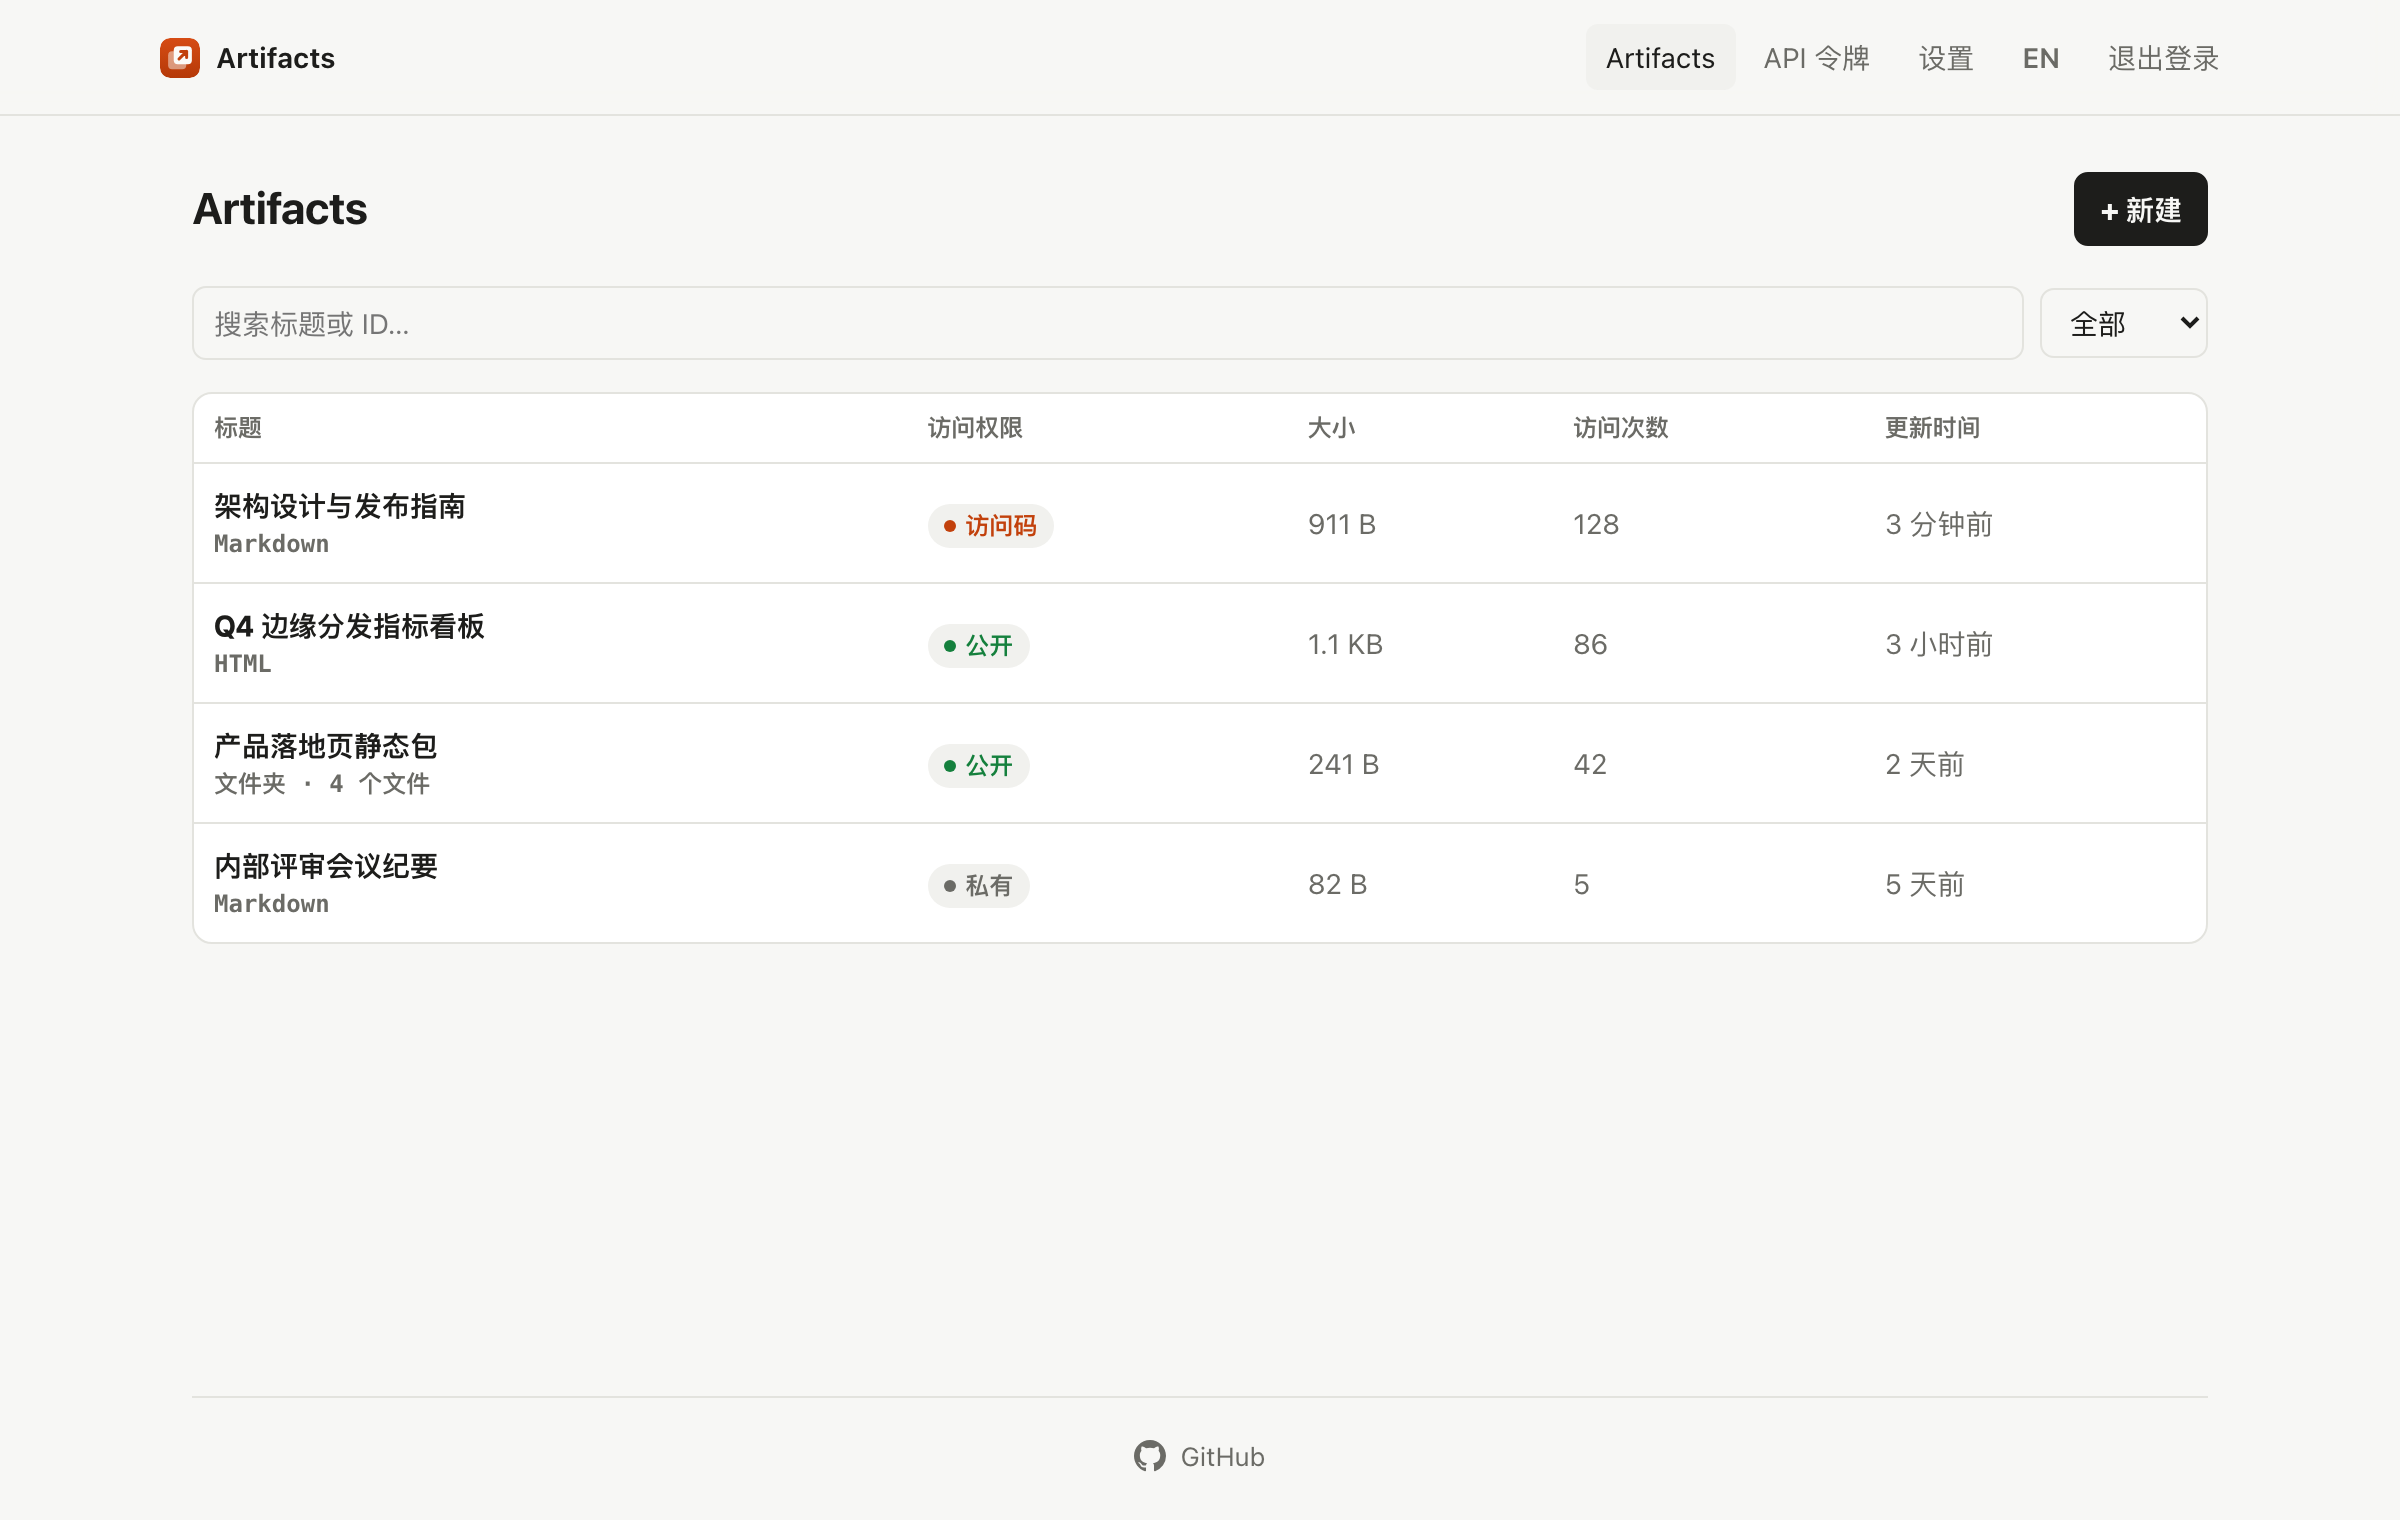 Artifacts
Artifacts API 令牌 设置 EN 退出登录
Artifacts
+ 新建
搜索标题或 ID...
全部
标题 访问权限 大小 访问次数 更新时间
架构设计与发布指南
Markdown
访问码 911 B 128 3 分钟前
Q4 边缘分发指标看板
HTML
公开 1.1 KB 86 3 小时前
产品落地页静态包
文件夹 · 4 个文件
公开 241 B 42 2 天前
内部评审会议纪要
Markdown
私有 82 B 5 5 天前
GitHub